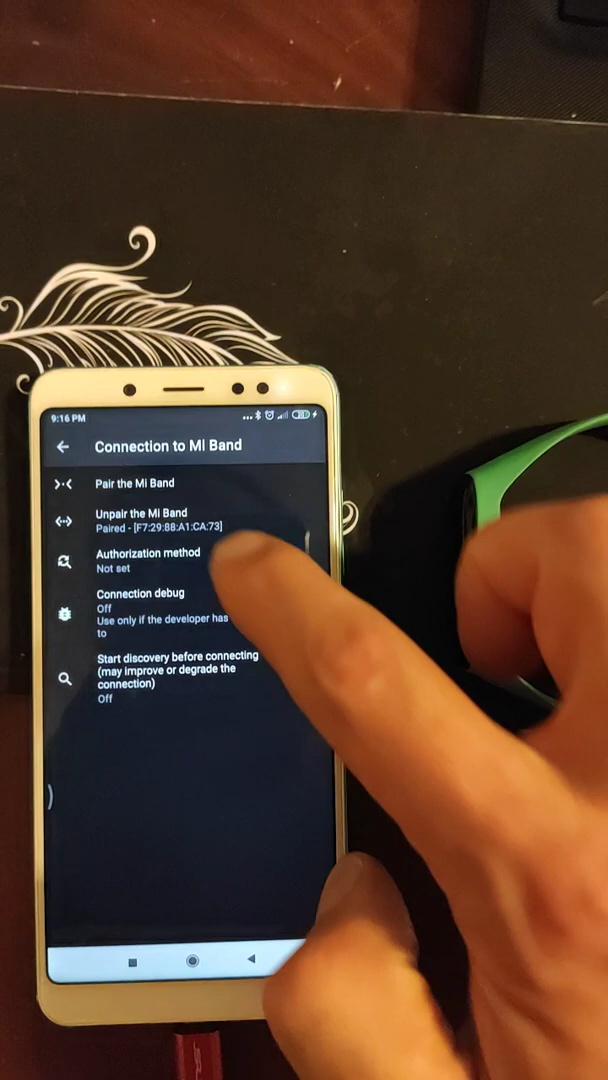 9:16 PM
Connection to Mi Band
Pair the Mi Band
Unpair the Mi Band
Paired - [F7:29:8B:A1:CA:73]
Authorization method
Not set
Connection debug
Off
Use only if the developer has
to
Start discovery before connecting
(may improve or degrade the
connection)
Off